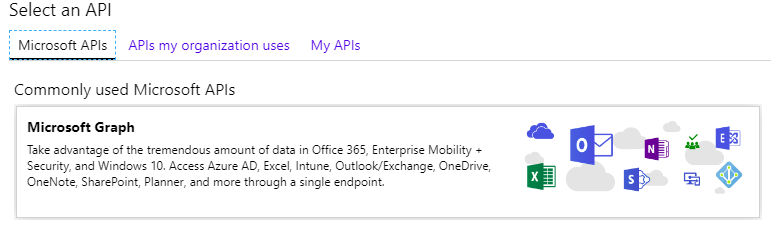 Select an API
Microsoft APIs APIs my organization uses My APIs
Commonly used Microsoft APIs
Microsoft Graph
Take advantage of the tremendous amount of data in Office 365, Enterprise Mobility +
Security, and Windows 10. Access Azure AD, Excel, Intune, Outlook/Exchange, OneDrive,
OneNote, SharePoint, Planner, and more through a single endpoint.